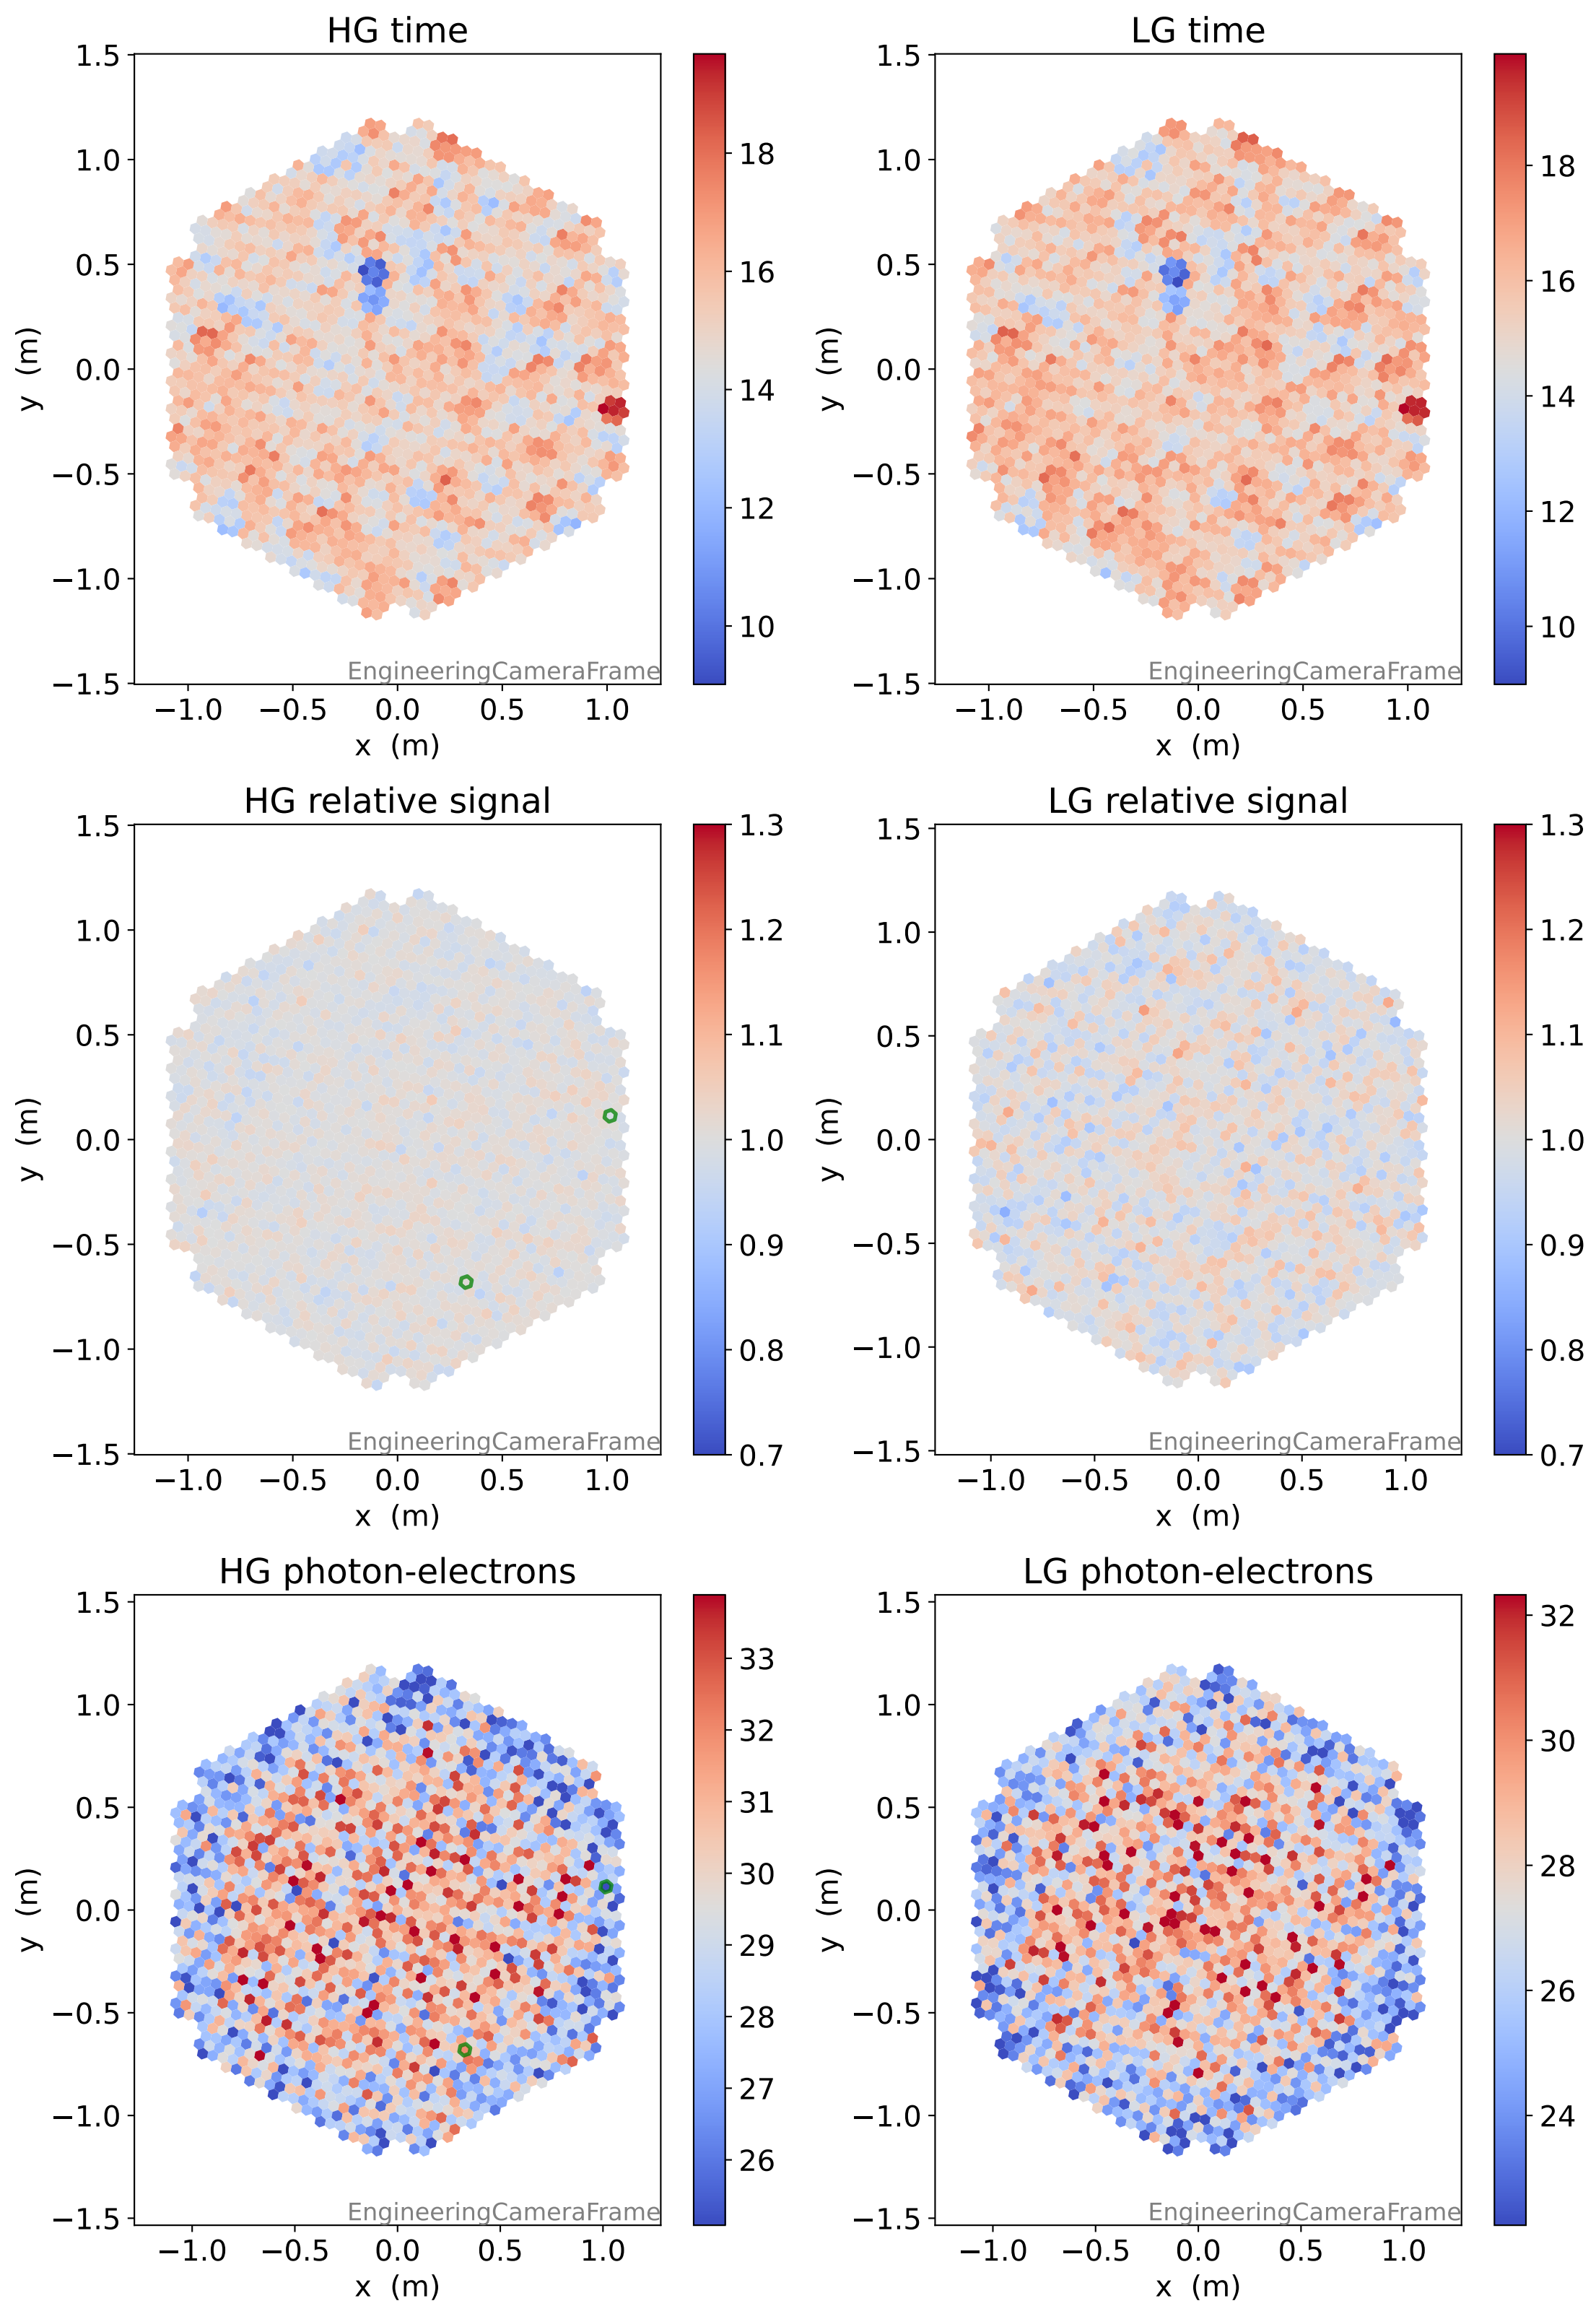 HG time
1.5
1.0
0.5
0.0
−0.5
−1.0
−1.5
y (m)
EngineeringCameraFrame
−1.0 −0.5 0.0 0.5 1.0
x (m)
18
16
14
12
10
LG time
1.5
1.0
0.5
0.0
−0.5
−1.0
−1.5
y (m)
EngineeringCameraFrame
−1.0 −0.5 0.0 0.5 1.0
x (m)
18
16
14
12
10
HG relative signal
1.5
1.0
0.5
0.0
−0.5
−1.0
−1.5
y (m)
EngineeringCameraFrame
−1.0 −0.5 0.0 0.5 1.0
x (m)
1.3
1.2
1.1
1.0
0.9
0.8
0.7
LG relative signal
1.5
1.0
0.5
0.0
−0.5
−1.0
−1.5
y (m)
EngineeringCameraFrame
−1.0 −0.5 0.0 0.5 1.0
x (m)
1.3
1.2
1.1
1.0
0.9
0.8
0.7
HG photon-electrons
1.5
1.0
0.5
0.0
−0.5
−1.0
−1.5
y (m)
EngineeringCameraFrame
−1.0 −0.5 0.0 0.5 1.0
x (m)
33
32
31
30
29
28
27
26
LG photon-electrons
1.5
1.0
0.5
0.0
−0.5
−1.0
−1.5
y (m)
EngineeringCameraFrame
−1.0 −0.5 0.0 0.5 1.0
x (m)
32
30
28
26
24